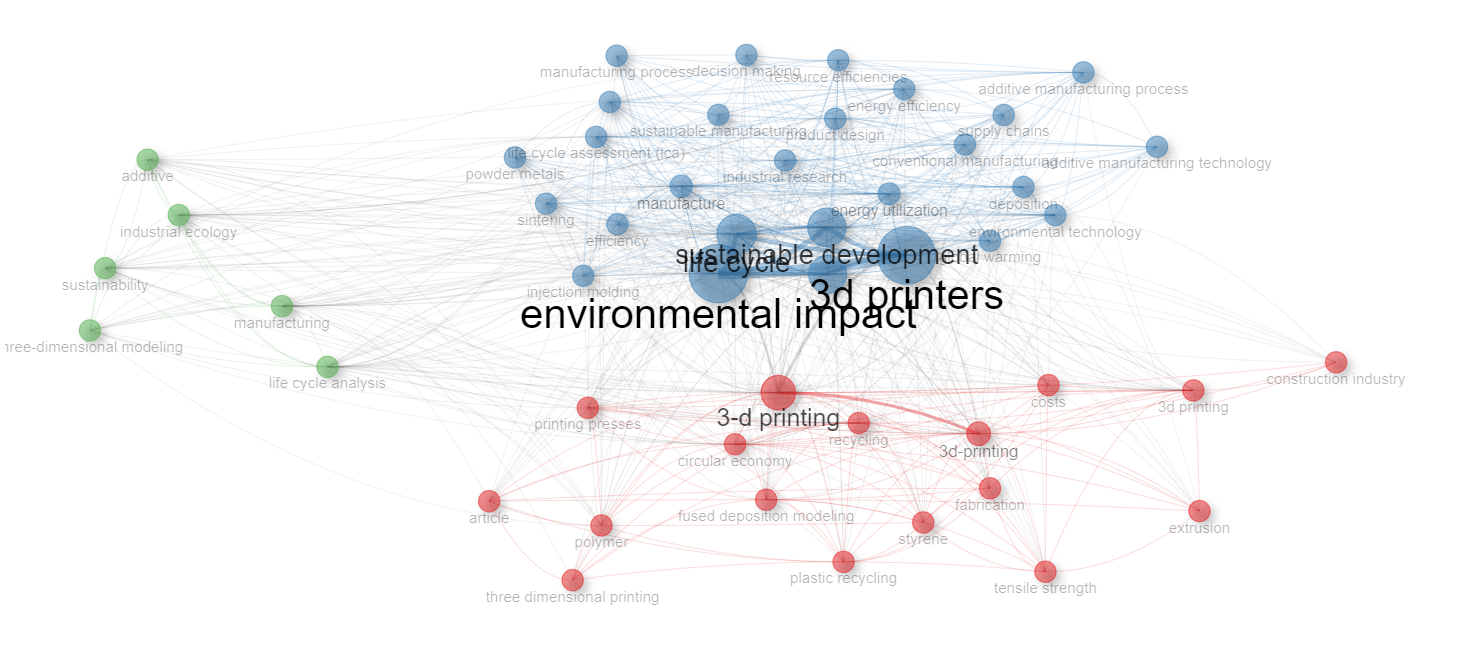 manufacturing process
decision making
resource efficiencies
additive manufacturing process
energy efficiency
sustainable manufacturing
product design
supply chains
life cycle assessment (lca)
conventional manufacturing
additive manufacturing technology
powder metals
industrial research
additive
manufacture
energy utilization
deposition
sintering
industrial ecology
efficiency
environmental technology
sustainable development
warming
life cycle
sustainability
injection molding
3d printers
environmental impact
manufacturing
hree-dimensional modeling
life cycle analysis
construction industry
costs
3d printing
3-d printing
printing presses
recycling
3d-printing
circular economy
fabrication
article
fused deposition modeling
extrusion
styrene
polymer
plastic recycling
tensile strength
three dimensional printing